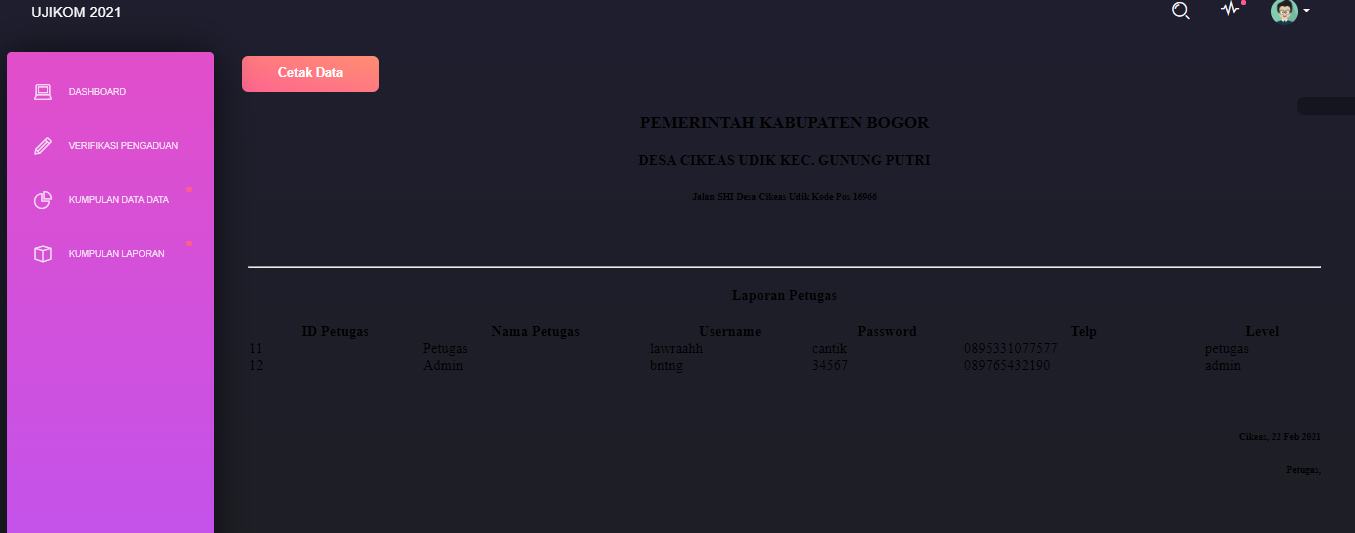 UJIKOM 2021
DASHBOARD
VERIFIKASI PENGADUAN
KUMPULAN DATA DATA
KUMPULAN LAPORAN
Cetak Data
PEMERINTAH KABUPATEN BOGOR
DESA CIKEAS UDIK KEC. GUNUNG PUTRI
Jalan SHI Desa Cikeas Udik Kode Pos 16966
Laporan Petugas
ID Petugas Nama Petugas Username Password Telp Level
11 Petugas lawraahh cantik 0895331077577 petugas
12 Admin bntng 34567 089765432190 admin
Cikeas, 22 Feb 2021
Petugas,